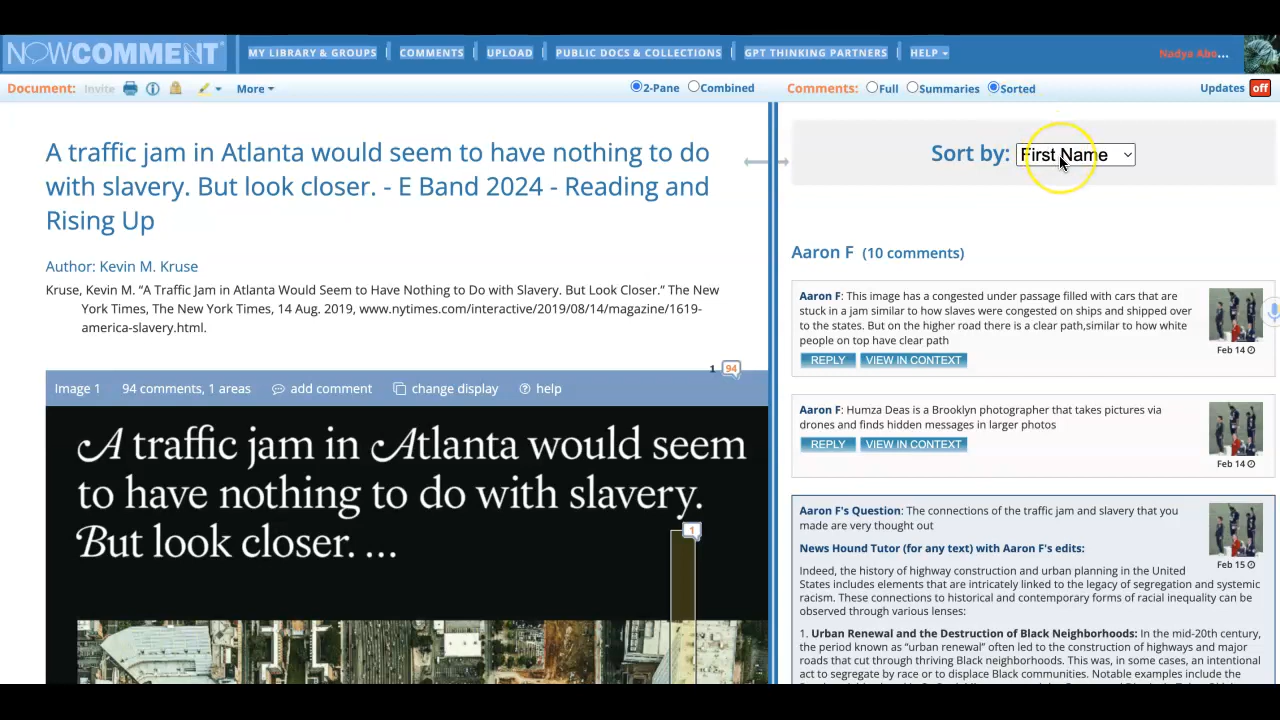 NOWCOMMENT
MY LIBRARY & GROUPS | COMMENTS | UPLOAD | PUBLIC DOCS & COLLECTIONS | GPT THINKING PARTNERS | HELP
Nadya Abo...
Document: Invite More 2-Pane Combined
Comments: Full Summaries Sorted Updates off
A traffic jam in Atlanta would seem to have nothing to do
with slavery. But look closer. - E Band 2024 - Reading and
Rising Up
Author: Kevin M. Kruse
Kruse, Kevin M. “A Traffic Jam in Atlanta Would Seem to Have Nothing to Do with Slavery. But Look Closer.” The New
York Times, The New York Times, 14 Aug. 2019, www.nytimes.com/interactive/2019/08/14/magazine/1619-
america-slavery.html.
1 94
Image 1 94 comments, 1 areas add comment change display help
A traffic jam in Atlanta would seem
to have nothing to do with slavery.
But look closer. ...
1
Sort by: First Name
Aaron F (10 comments)
Aaron F: This image has a congested under passage filled with cars that are
stuck in a jam similar to how slaves were congested on ships and shipped over
to the states. But on the higher road there is a clear path,similar to how white
people on top have clear path
Feb 14
REPLY VIEW IN CONTEXT
Aaron F: Humza Deas is a Brooklyn photographer that takes pictures via
drones and finds hidden messages in larger photos
REPLY VIEW IN CONTEXT
Feb 14
Aaron F's Question: The connections of the traffic jam and slavery that you
made are very thought out
News Hound Tutor (for any text) with Aaron F's edits:
Feb 15
Indeed, the history of highway construction and urban planning in the United
States includes elements that are intricately linked to the legacy of segregation and systemic
racism. These connections to historical and contemporary forms of racial inequality can be
observed through various lenses:
1. Urban Renewal and the Destruction of Black Neighborhoods: In the mid-20th century,
the period known as “urban renewal” often led to the construction of highways and major
roads that cut through thriving Black neighborhoods. This was, in some cases, an intentional
act to segregate by race or to displace Black communities. Notable examples include the